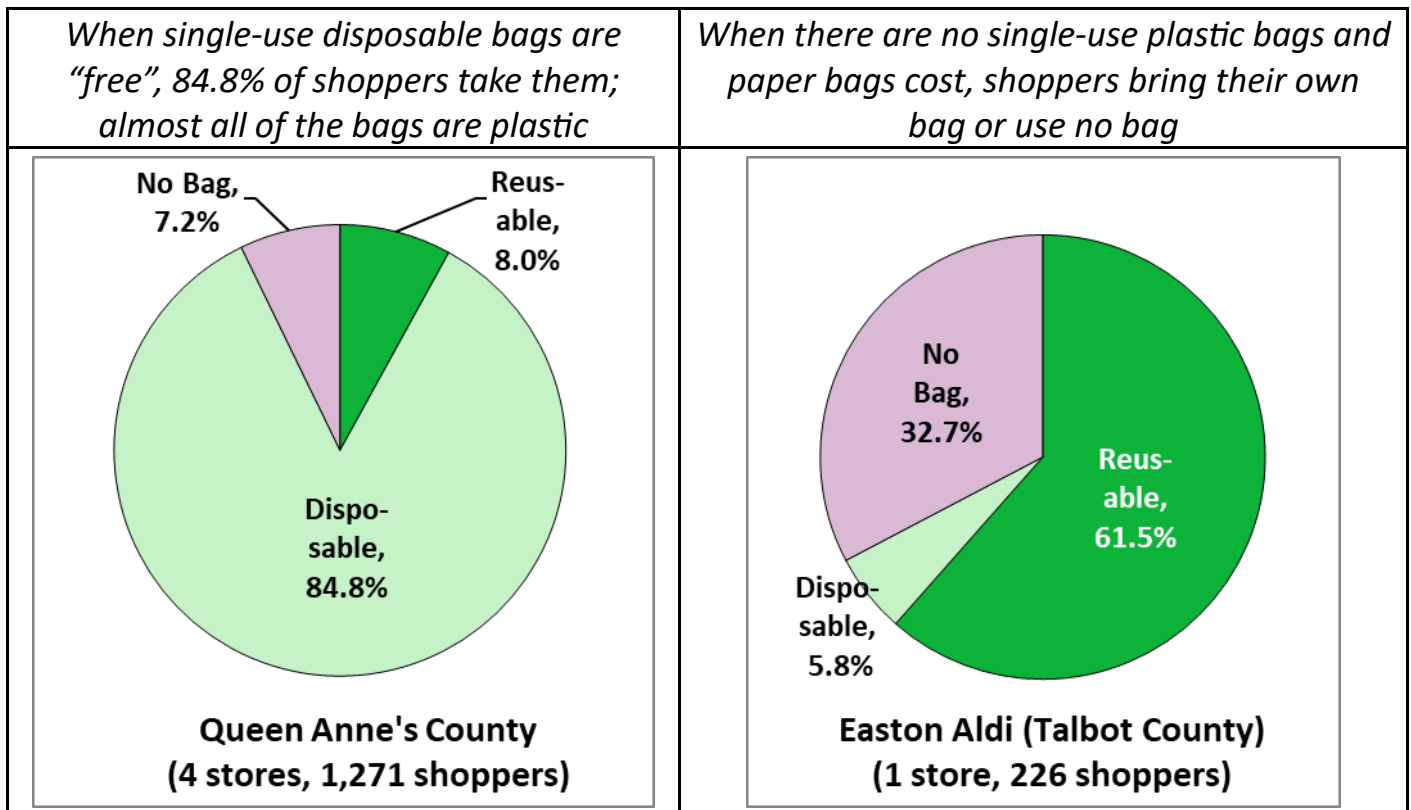 When single-use disposable bags are
“free”, 84.8% of shoppers take them;
almost all of the bags are plastic
When there are no single-use plastic bags and
paper bags cost, shoppers bring their own
bag or use no bag
No Bag,
7.2%
Reus-
able,
8.0%
Dispo-
sable,
84.8%
Queen Anne's County
(4 stores, 1,271 shoppers)
No
Bag,
32.7%
Reus-
able,
61.5%
Dispo-
sable,
5.8%
Easton Aldi (Talbot County)
(1 store, 226 shoppers)